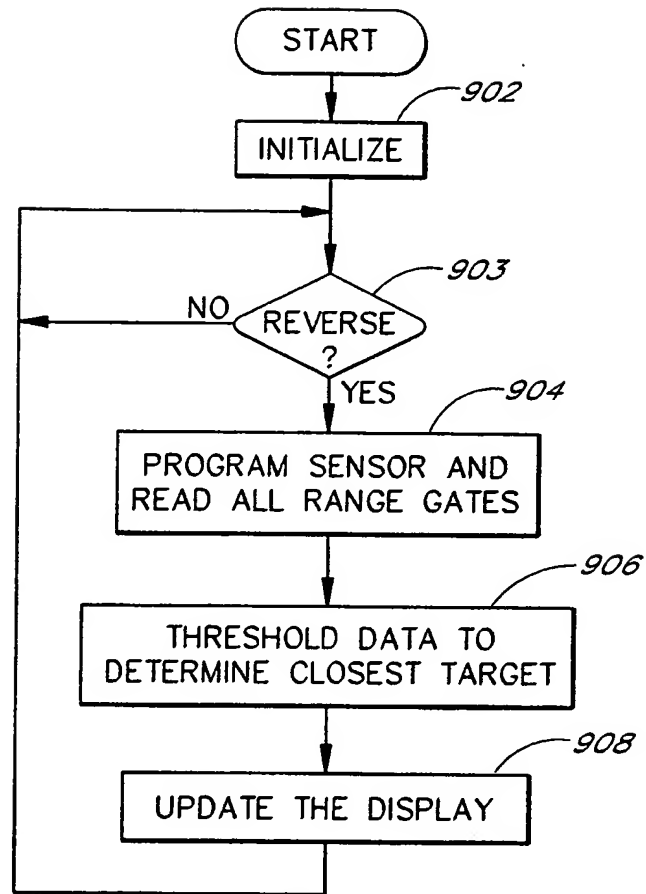 START
902
INITIALIZE
903
NO
REVERSE
?
YES
904
PROGRAM SENSOR AND
READ ALL RANGE GATES
906
THRESHOLD DATA TO
DETERMINE CLOSEST TARGET
908
UPDATE THE DISPLAY